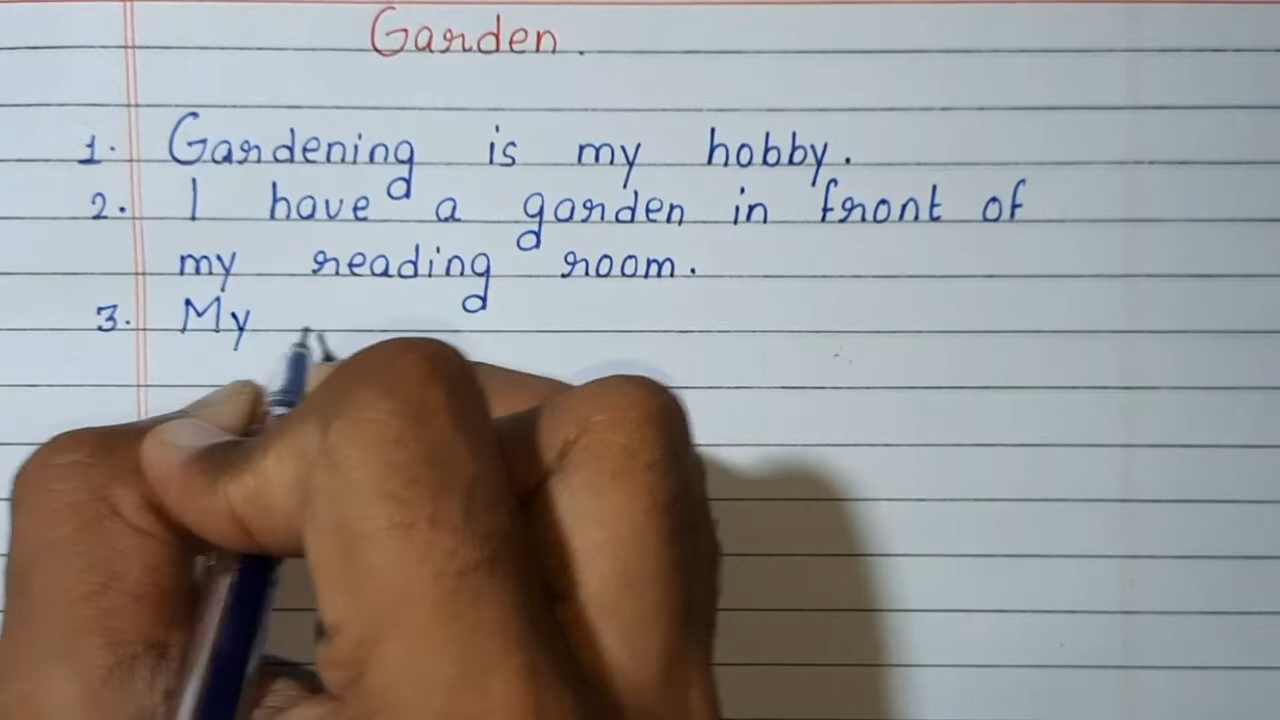 Garden.
1. Gardening is my hobby.
2. I have a garden in front of
my reading room.
3. My